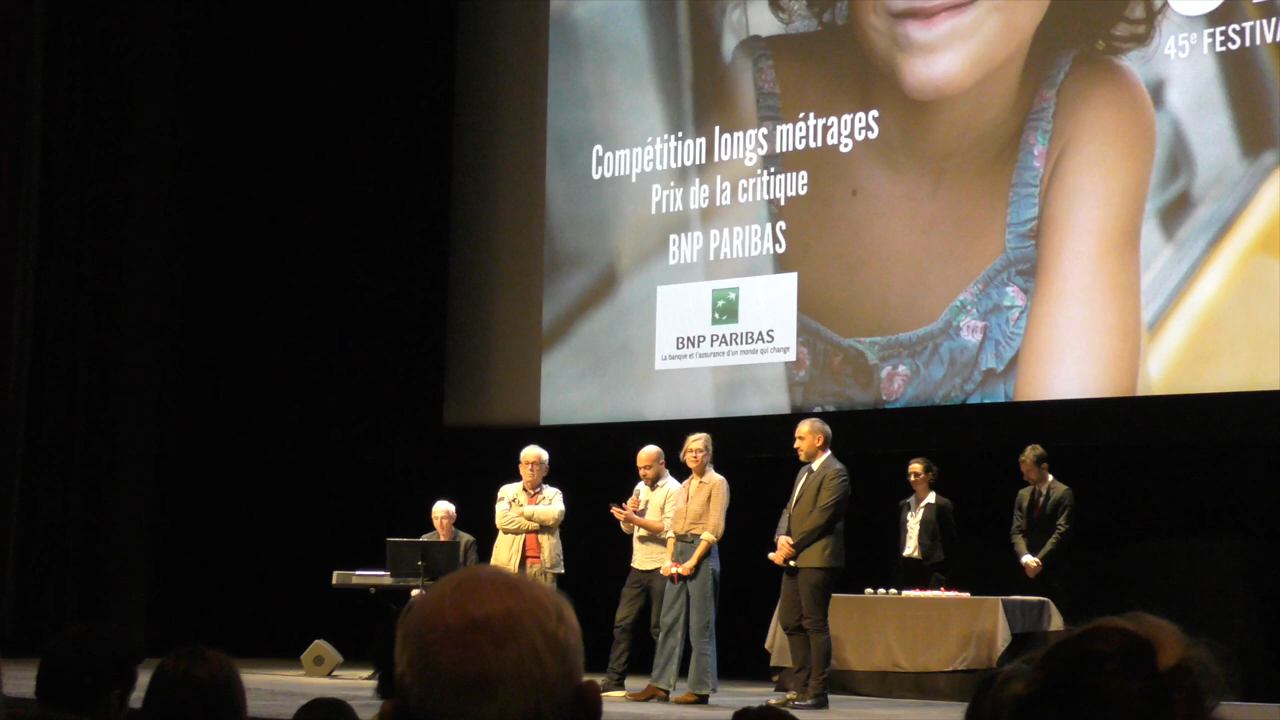 45e FESTIVA
Compétition longs métrages
Prix de la critique
BNP PARIBAS
BNP PARIBAS
La banque et l'assurance d'un monde qui change